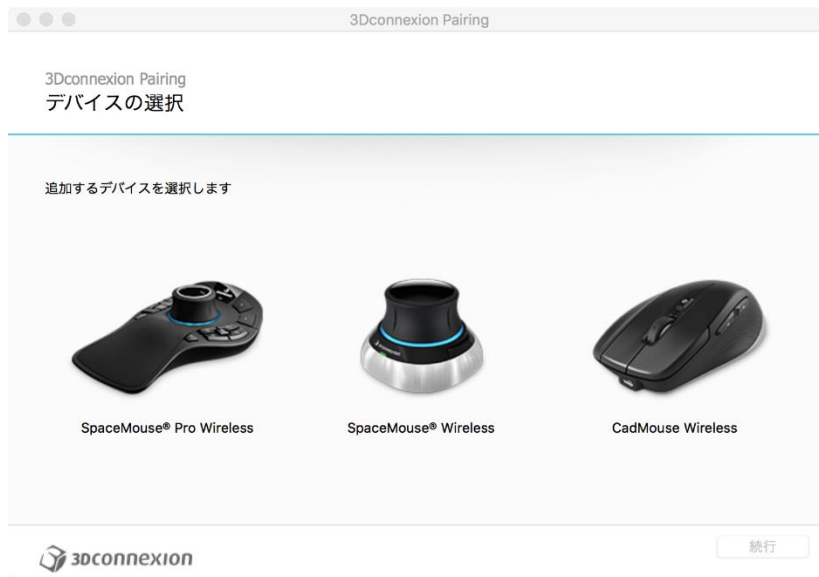 3Dconnexion Pairing
3Dconnexion Pairing
デバイスの選択
追加するデバイスを選択します
SpaceMouse® Pro Wireless
SpaceMouse® Wireless
CadMouse Wireless
3Dconnexion
続行